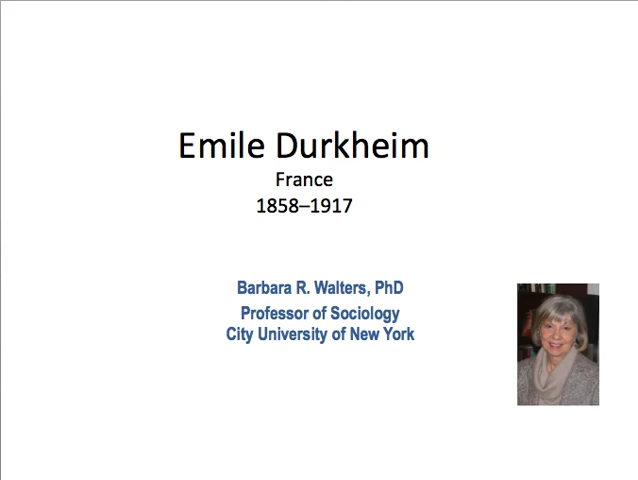 Emile Durkheim
France
1858–1917
Barbara R. Walters, PhD
Professor of Sociology
City University of New York